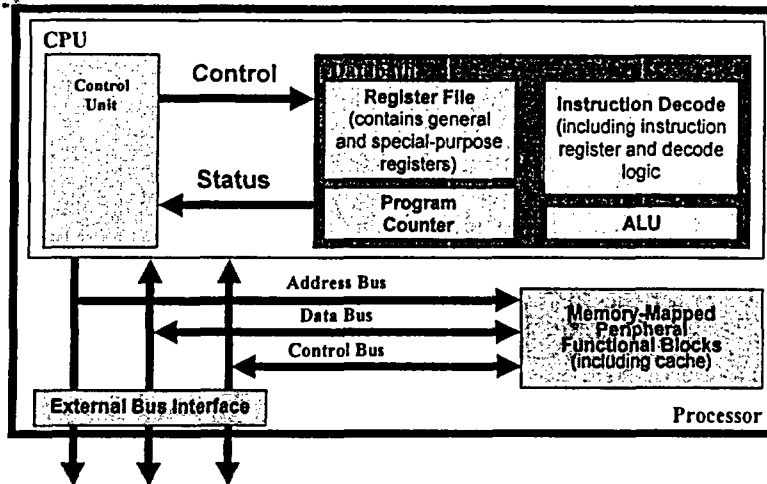 CPU
Control
Unit
Control
Status
Register File
(contains general
and special-purpose
registers)
Program
Counter
Instruction Decode
(including instruction
register and decode
logic
ALU
Address Bus
Data Bus
Control Bus
Memory-Mapped
Peripheral
Functional Blocks
(including cache)
External Bus Interface
Processor